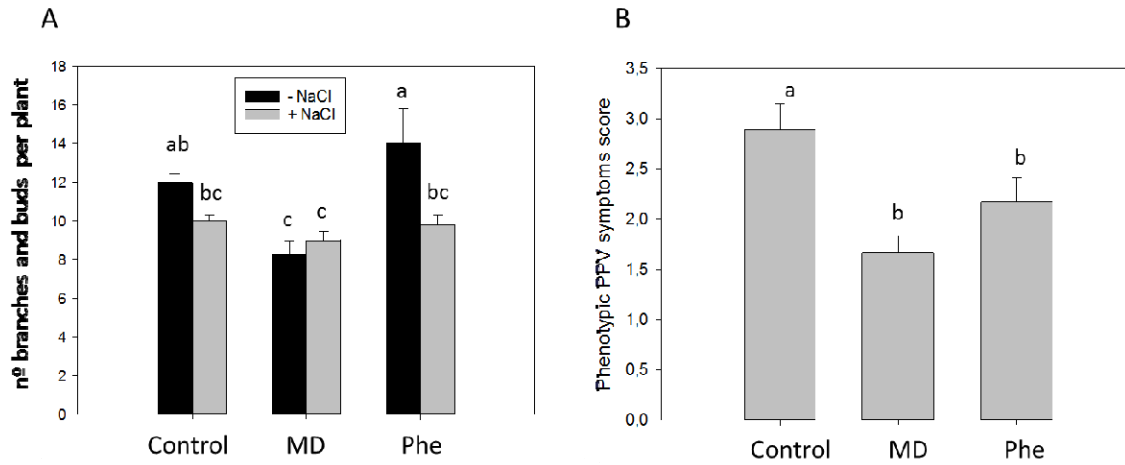 A
nº branches and buds per plant
18
16
14
12
10
8
6
4
2
0
- NaCl
+ NaCl
ab
bc
c
c
a
bc
Control MD Phe
B
Phenotypic PPV symptoms score
3,5
3,0
2,5
2,0
1,5
1,0
0,5
0,0
a
b
b
Control MD Phe